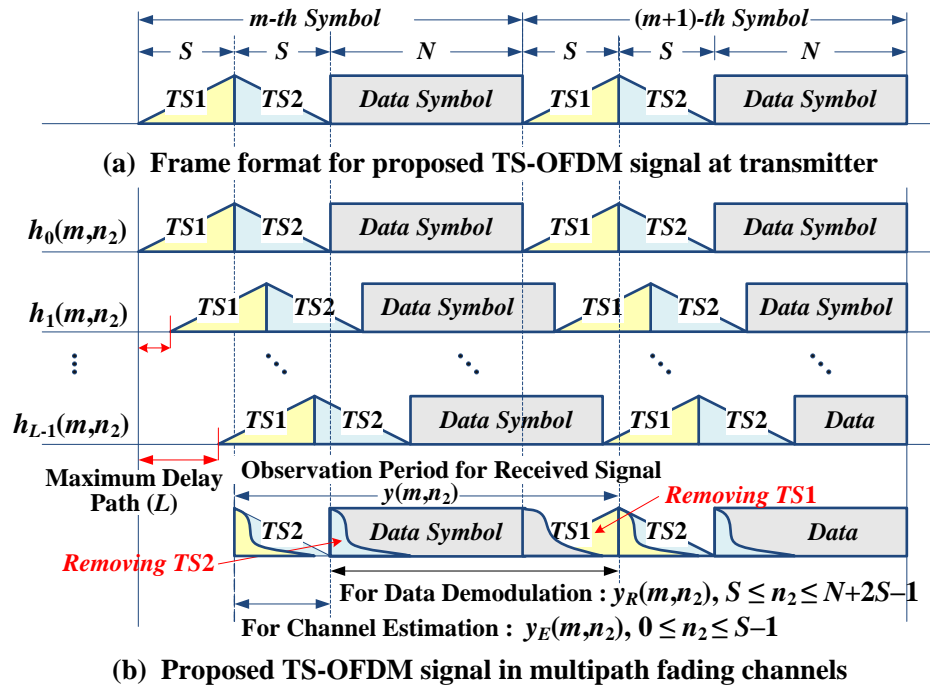 m-th Symbol (m+1)-th Symbol
S S N S S N
TS1 TS2 Data Symbol TS1 TS2 Data Symbol
(a) Frame format for proposed TS-OFDM signal at transmitter
h0(m,n2) TS1 TS2 Data Symbol TS1 TS2 Data Symbol
h1(m,n2) TS1 TS2 Data Symbol TS1 TS2 Data Symbol
⋮ ⋱ ⋱ ⋱ ⋱
hL-1(m,n2) TS1 TS2 Data Symbol TS1 TS2 Data
Maximum Delay
Path (L)
Observation Period for Received Signal
y(m,n2)
Removing TS1
TS2 Data Symbol TS1 TS2 Data
Removing TS2
For Data Demodulation : yR(m,n2), S ≤ n2 ≤ N+2S–1
For Channel Estimation : yE(m,n2), 0 ≤ n2 ≤ S–1
(b) Proposed TS-OFDM signal in multipath fading channels